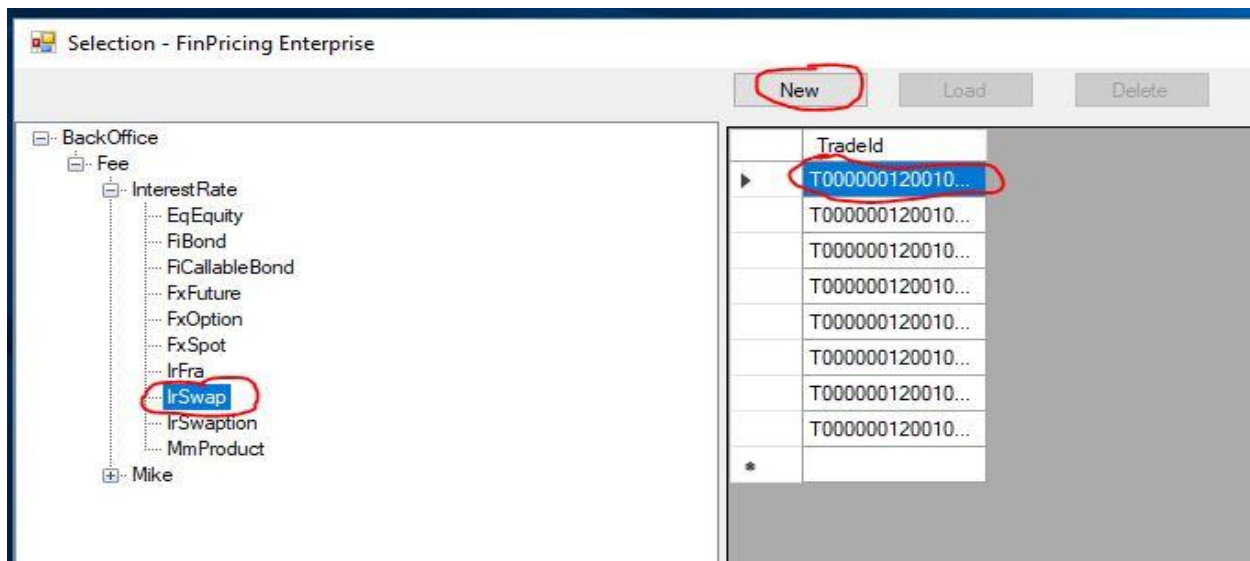 Selection - FinPricing Enterprise
New Load Delete
BackOffice
Fee
InterestRate
EqEquity
FiBond
FiCallableBond
FxFuture
FxOption
FxSpot
IrFra
IrSwap
IrSwaption
MmProduct
Mike
TradeId
T000000120010...
T000000120010...
T000000120010...
T000000120010...
T000000120010...
T000000120010...
T000000120010...
T000000120010...